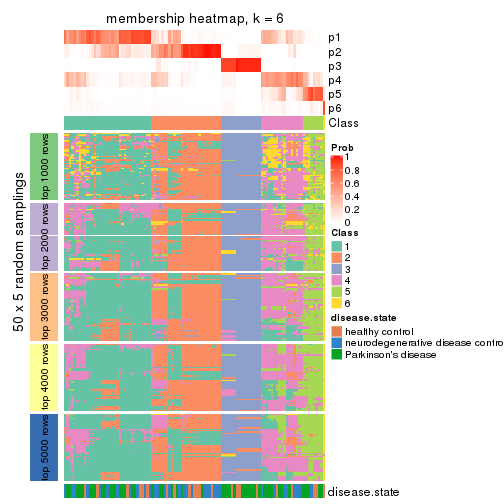 membership heatmap, k = 6
p1
p2
p3
p4
p5
p6
Class
50 x 5 random samplings
top 1000 rows
top 2000 rows
top 3000 rows
top 4000 rows
top 5000 rows
disease.state
Prob
1
0.8
0.6
0.4
0.2
0
Class
1
2
3
4
5
6
disease.state
healthy control
neurodegenerative disease contro
Parkinson's disease